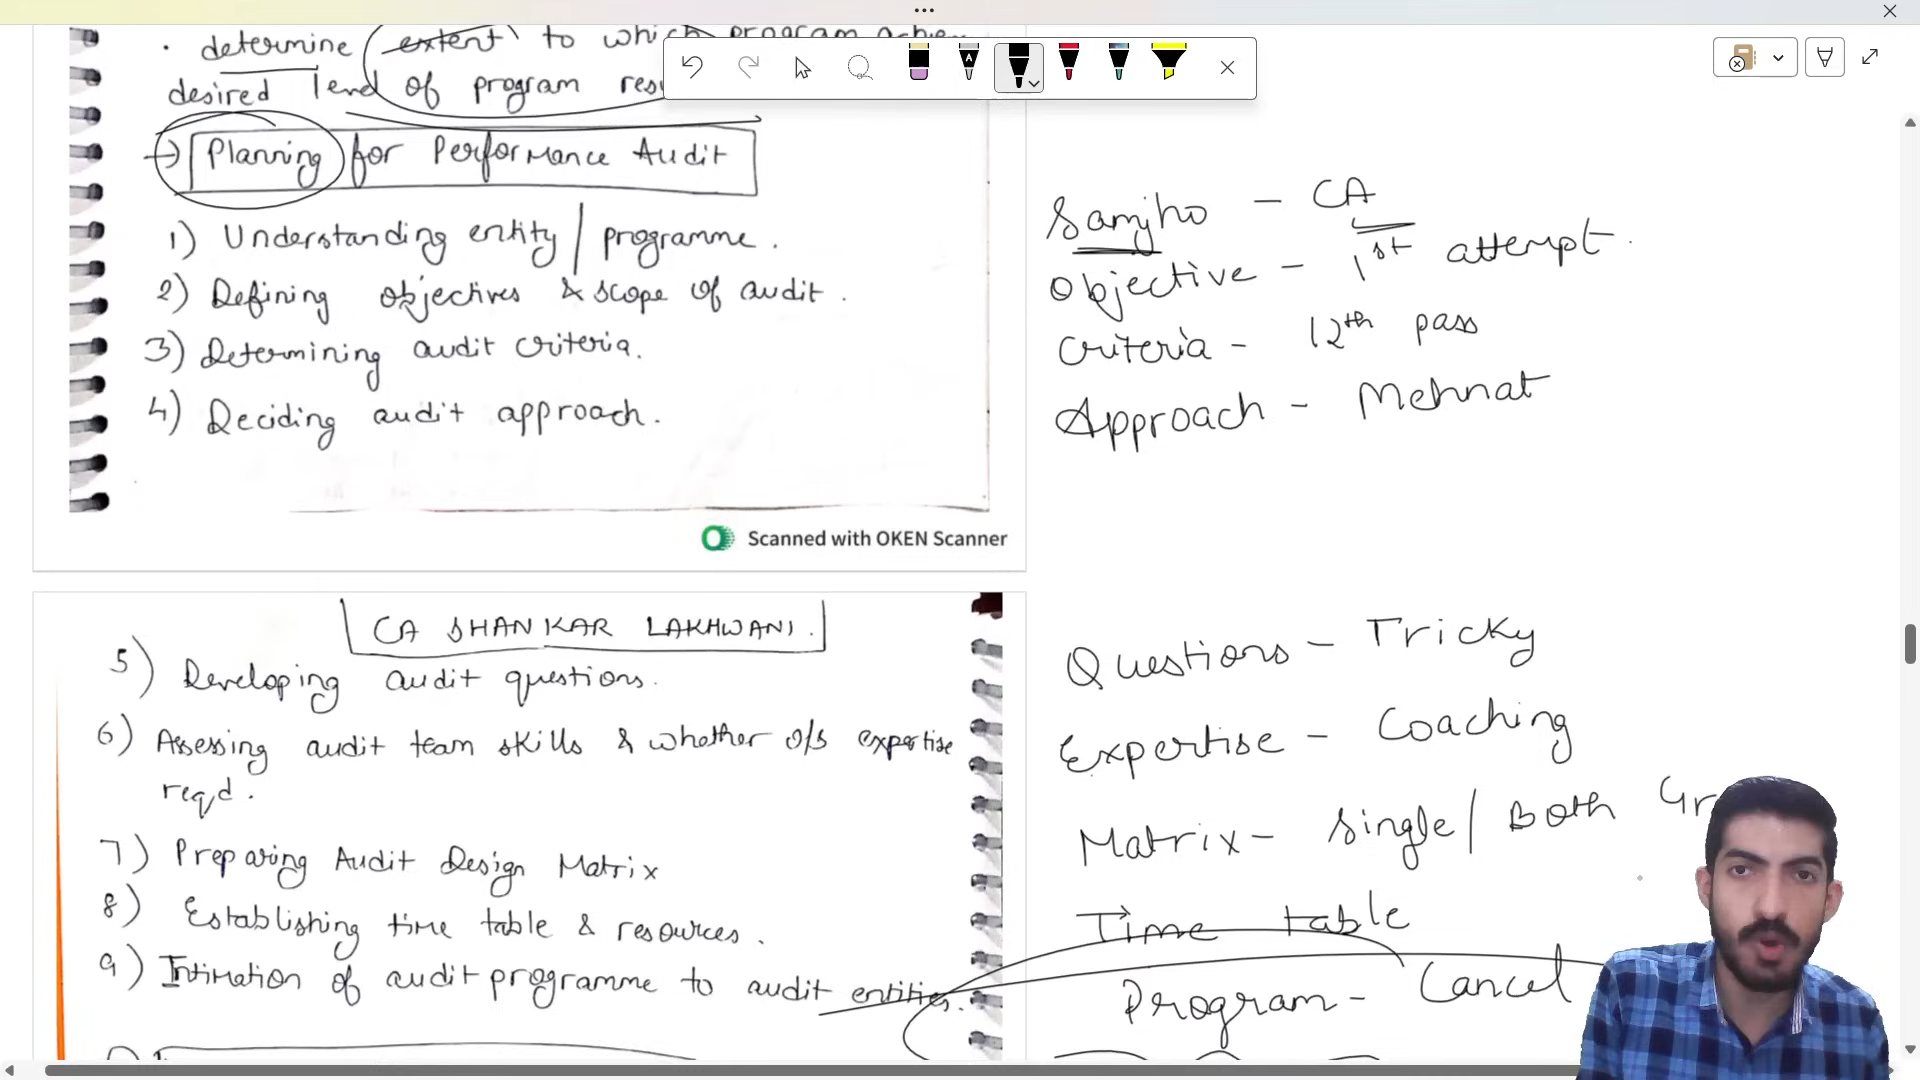 • determine extent to which program achie
desired level of program resu
→ Planning for Performance Audit
1) Understanding entity / programme.
2) Defining objectives & scope of audit.
3) Determining audit criteria.
4) Deciding audit approach.
Scanned with OKEN Scanner
CA SHANKAR LAKHWANI.
5) Developing audit questions.
6) Assessing audit team skills & whether o/s expertise
reqd.
7) Preparing Audit Design Matrix
8) Establishing time table & resources.
9) Intimation of audit programme to audit entities.
Samjho - CA
Objective - 1st attempt.
Criteria - 12th pass
Approach - Mehnat
Questions - Tricky
Expertise - Coaching
Matrix - Single / Both Gr
Time table
Program - Cancel